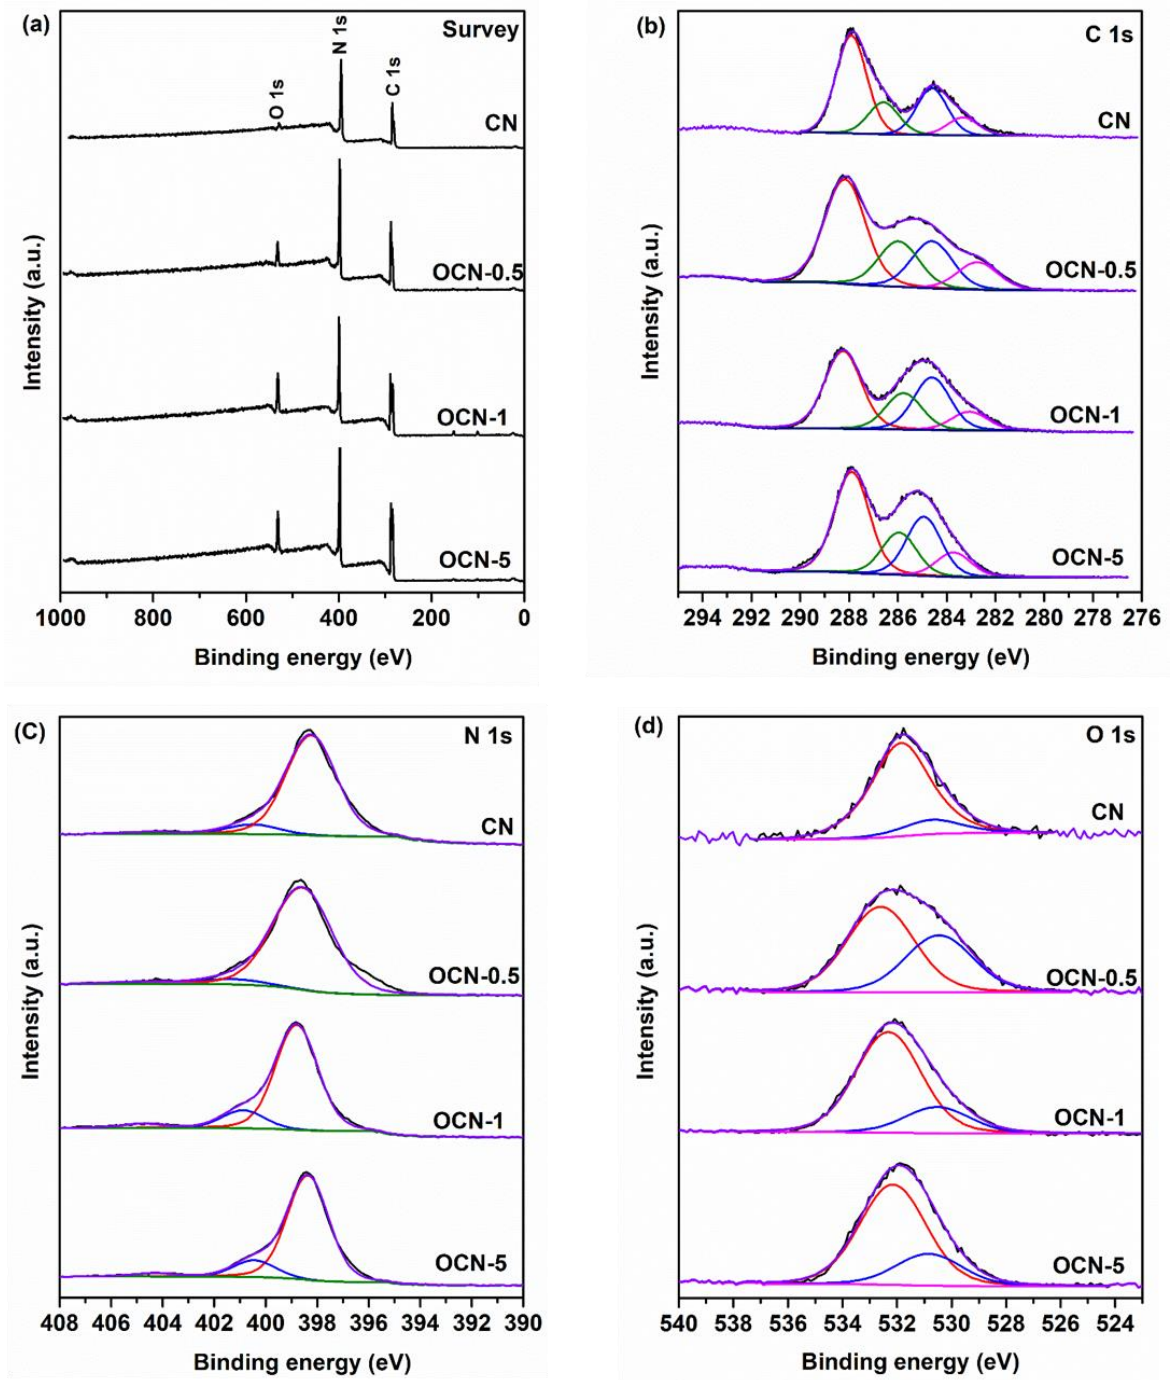 (a)
Survey
O 1s
N 1s
C 1s
CN
OCN-0.5
OCN-1
OCN-5
Intensity (a.u.)
1000 800 600 400 200 0
Binding energy (eV)
(b)
C 1s
CN
OCN-0.5
OCN-1
OCN-5
Intensity (a.u.)
294 292 290 288 286 284 282 280 278 276
Binding energy (eV)
(C)
N 1s
CN
OCN-0.5
OCN-1
OCN-5
Intensity (a.u.)
408 406 404 402 400 398 396 394 392 390
Binding energy (eV)
(d)
O 1s
CN
OCN-0.5
OCN-1
OCN-5
Intensity (a.u.)
540 538 536 534 532 530 528 526 524
Binding energy (eV)